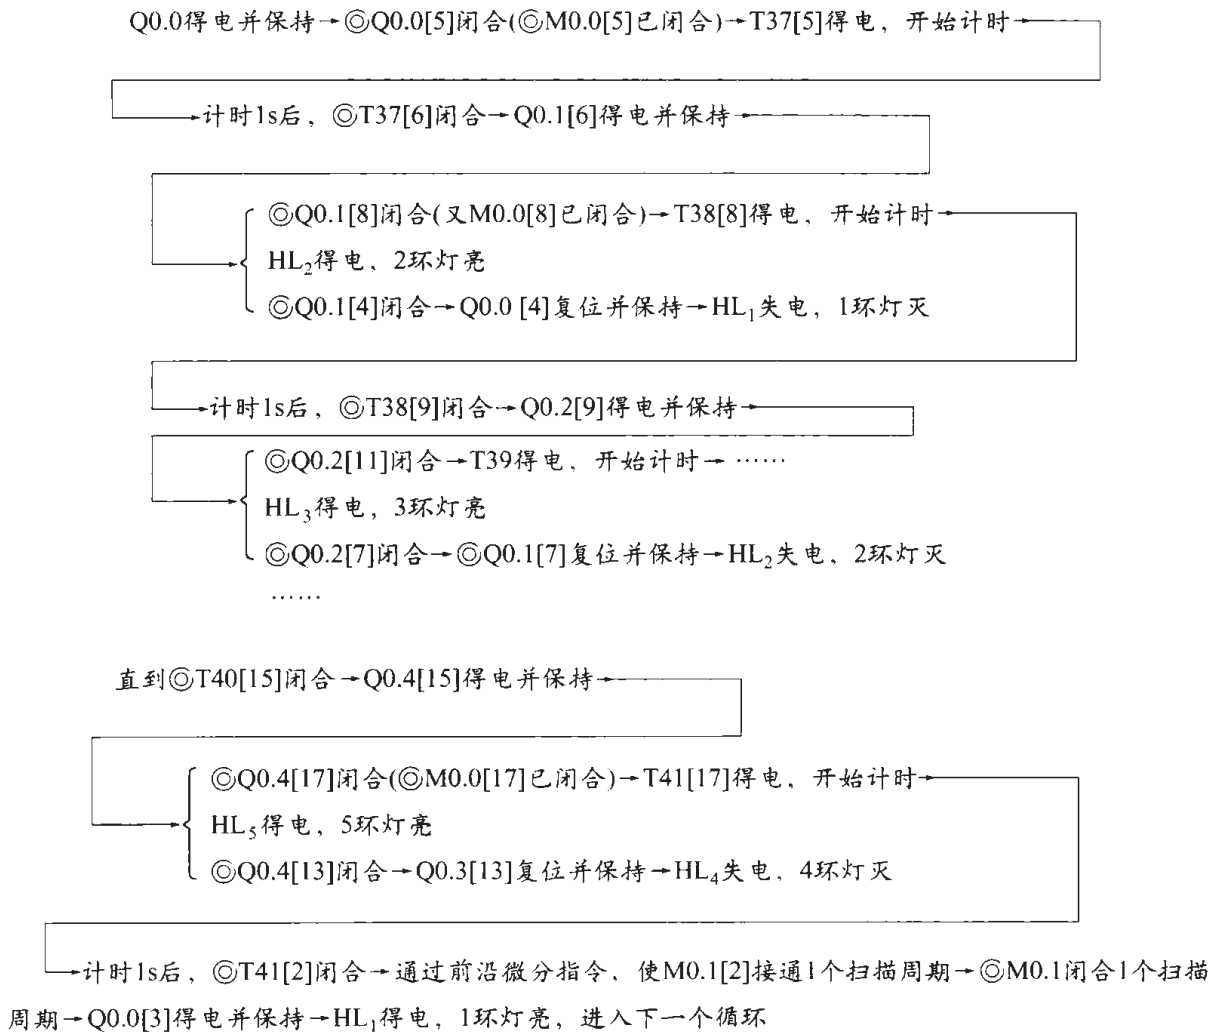 Q0.0得电并保持→◎Q0.0[5]闭合(◎M0.0[5]已闭合)→T37[5]得电，开始计时→
→计时1s后，◎T37[6]闭合→Q0.1[6]得电并保持→
◎Q0.1[8]闭合(又M0.0[8]已闭合)→T38[8]得电，开始计时→
HL₂得电，2环灯亮
◎Q0.1[4]闭合→Q0.0 [4]复位并保持→HL₁失电，1环灯灭
→计时1s后，◎T38[9]闭合→Q0.2[9]得电并保持→
◎Q0.2[11]闭合→T39得电，开始计时→ ……
HL₃得电，3环灯亮
◎Q0.2[7]闭合→◎Q0.1[7]复位并保持→HL₂失电，2环灯灭
……
直到◎T40[15]闭合→Q0.4[15]得电并保持→
◎Q0.4[17]闭合(◎M0.0[17]已闭合)→T41[17]得电，开始计时→
HL₅得电，5环灯亮
◎Q0.4[13]闭合→Q0.3[13]复位并保持→HL₄失电，4环灯灭
→计时1s后，◎T41[2]闭合→通过前沿微分指令，使M0.1[2]接通1个扫描周期→◎M0.1闭合1个扫描
周期→Q0.0[3]得电并保持→HL₁得电，1环灯亮，进入下一个循环